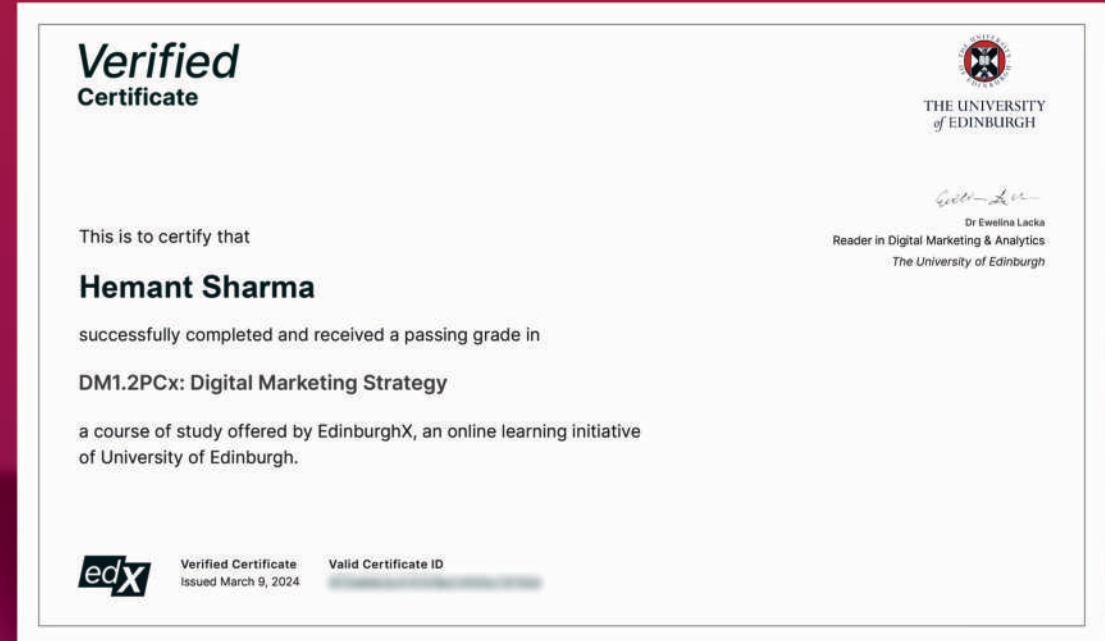 Verified
Certificate
THE UNIVERSITY
of EDINBURGH
Dr Ewelina Lacka
Reader in Digital Marketing & Analytics
The University of Edinburgh
This is to certify that
Hemant Sharma
successfully completed and received a passing grade in
DM1.2PCx: Digital Marketing Strategy
a course of study offered by EdinburghX, an online learning initiative
of University of Edinburgh.
edX
Verified Certificate
Issued March 9, 2024
Valid Certificate ID